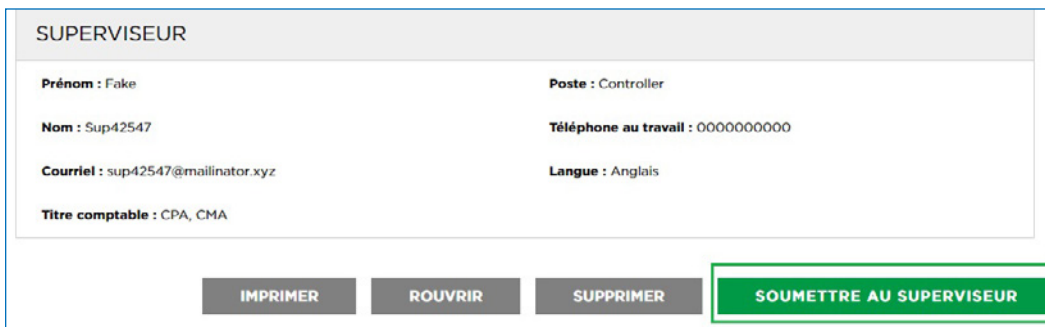 SUPERVISEUR
Prénom : Fake
Poste : Controller
Nom : Sup42547
Téléphone au travail : 0000000000
Courriel : sup42547@mailinator.xyz
Langue : Anglais
Titre comptable : CPA, CMA
IMPRIMER
ROUVRIR
SUPPRIMER
SOUMETTRE AU SUPERVISEUR